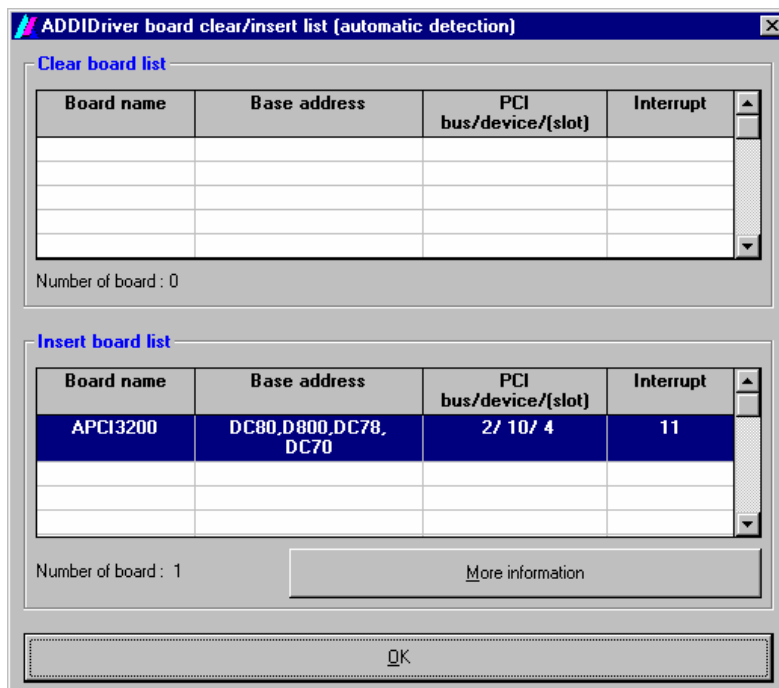 ADDIDriver board clear/insert list (automatic detection)
Clear board list
Board name Base address PCI Interrupt
bus/device/(slot)
Number of board : 0
Insert board list
Board name Base address PCI Interrupt
bus/device/(slot)
APCI3200 DC80,D800,DC78, 2/ 10/ 4 11
DC70
Number of board : 1 More information
OK